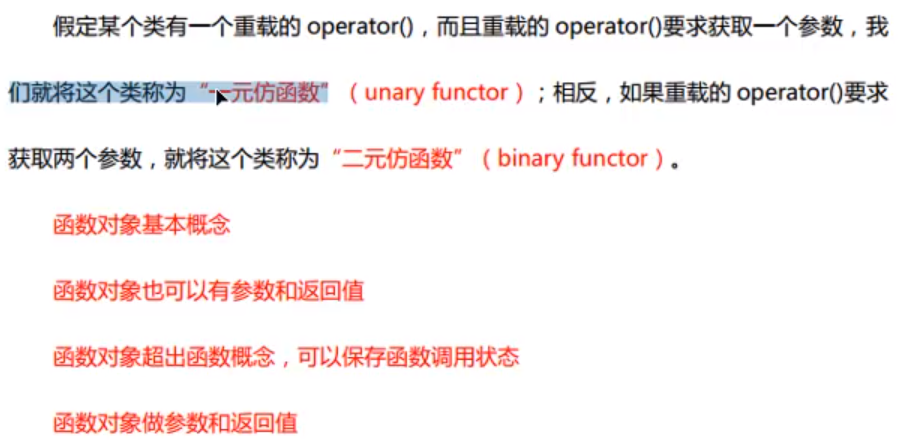 假定某个类有一个重载的 operator()，而且重载的 operator()要求获取一个参数，我
们就将这个类称为“一元仿函数”（unary functor）；相反，如果重载的 operator()要求
获取两个参数，就将这个类称为“二元仿函数”（binary functor）。
函数对象基本概念
函数对象也可以有参数和返回值
函数对象超出函数概念，可以保存函数调用状态
函数对象做参数和返回值